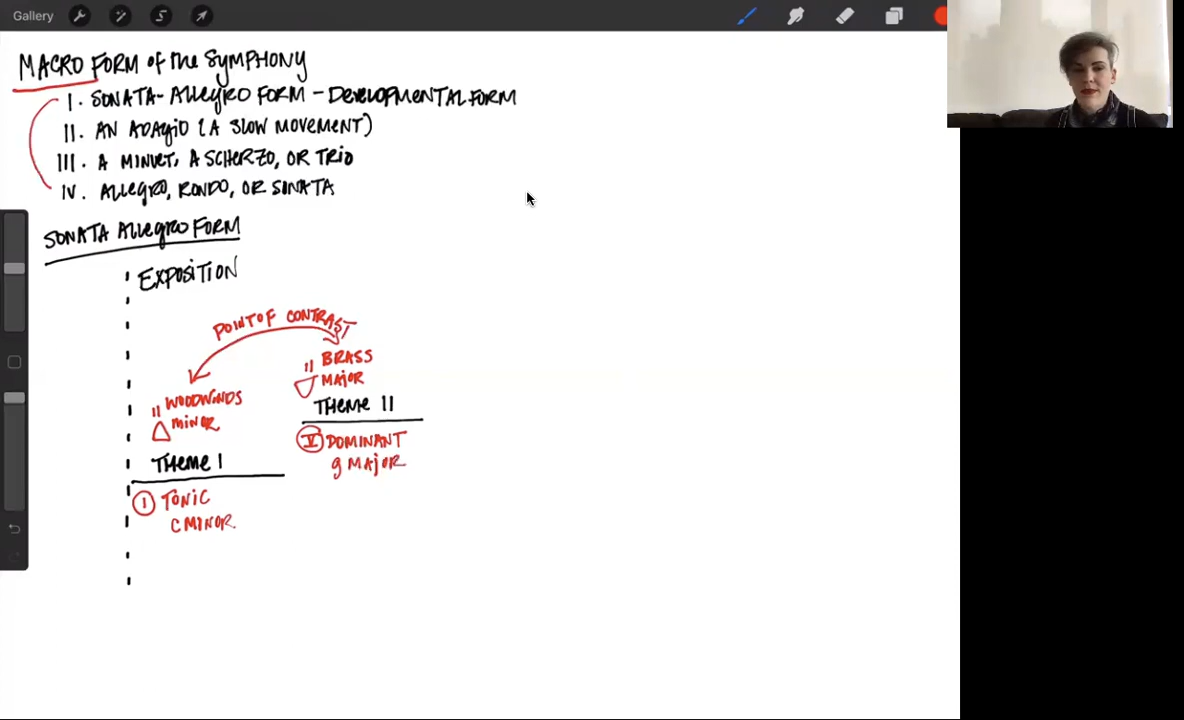 Gallery
MACRO FORM of the SYMPHONY
I. SONATA-Allegro FORM - DEVELOPMENTAL FORM
II. AN ADAgiO (A SLOW MOVEMENT)
III. A MINUET, A SCHERZO, OR TRIO
IV. Allegro, RONDO, OR SONATA
SONATA Allegro FORM
EXPOSITION
POINT OF CONTRAST
BRASS
MAJOR
THEME II
V DOMINANT
g MAJOR
WOODWINDS
MINOR
THEME I
I TONIC
C MINOR